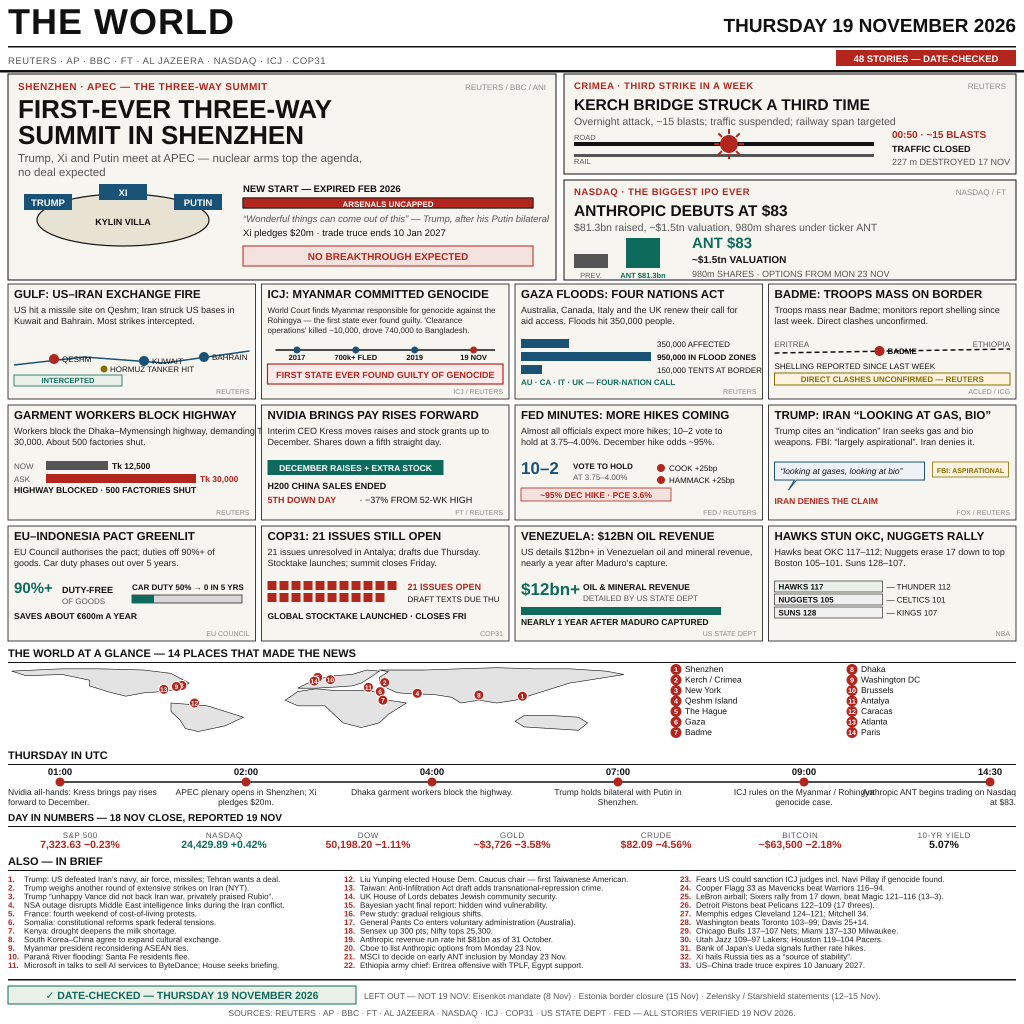 THE WORLD
THURSDAY 19 NOVEMBER 2026
REUTERS · AP · BBC · FT · AL JAZEERA · NASDAQ · ICJ · COP31
48 STORIES — DATE-CHECKED
SHENZHEN · APEC — THE THREE-WAY SUMMIT
REUTERS / BBC / ANI
FIRST-EVER THREE-WAY
SUMMIT IN SHENZHEN
Trump, Xi and Putin meet at APEC — nuclear arms top the agenda,
no deal expected
TRUMP
XI
PUTIN
KYLIN VILLA
NEW START — EXPIRED FEB 2026
ARSENALS UNCAPPED
“Wonderful things can come out of this” — Trump, after his Putin bilateral
Xi pledges $20m · trade truce ends 10 Jan 2027
NO BREAKTHROUGH EXPECTED
CRIMEA · THIRD STRIKE IN A WEEK
REUTERS
KERCH BRIDGE STRUCK A THIRD TIME
Overnight attack, ~15 blasts; traffic suspended; railway span targeted
ROAD
RAIL
00:50 · ~15 BLASTS
TRAFFIC CLOSED
227 m DESTROYED 17 NOV
NASDAQ · THE BIGGEST IPO EVER
NASDAQ / FT
ANTHROPIC DEBUTS AT $83
$81.3bn raised, ~$1.5tn valuation, 980m shares under ticker ANT
PREV.
ANT $81.3bn
ANT $83
~$1.5tn VALUATION
980m SHARES · OPTIONS FROM MON 23 NOV
GULF: US–IRAN EXCHANGE FIRE
US hit a missile site on Qeshm; Iran struck US bases in
Kuwait and Bahrain. Most strikes intercepted.
QESHM
KUWAIT
BAHRAIN
HORMUZ TANKER HIT
INTERCEPTED
REUTERS
ICJ: MYANMAR COMMITTED GENOCIDE
World Court finds Myanmar responsible for genocide against the
Rohingya — the first state ever found guilty. 'Clearance
operations' killed ~10,000, drove 740,000 to Bangladesh.
2017
700k+ FLED
2019
19 NOV
FIRST STATE EVER FOUND GUILTY OF GENOCIDE
ICJ / REUTERS
GAZA FLOODS: FOUR NATIONS ACT
Australia, Canada, Italy and the UK renew their call for
aid access. Floods hit 350,000 people.
350,000 AFFECTED
950,000 IN FLOOD ZONES
150,000 TENTS AT BORDER
AU · CA · IT · UK — FOUR-NATION CALL
REUTERS
BADME: TROOPS MASS ON BORDER
Troops mass near Badme; monitors report shelling since
last week. Direct clashes unconfirmed.
ERITREA
ETHIOPIA
BADME
SHELLING REPORTED SINCE LAST WEEK
DIRECT CLASHES UNCONFIRMED — REUTERS
ACLED / ICG
GARMENT WORKERS BLOCK HIGHWAY
Workers block the Dhaka–Mymensingh highway, demanding T
30,000. About 500 factories shut.
NOW
Tk 12,500
ASK
Tk 30,000
HIGHWAY BLOCKED · 500 FACTORIES SHUT
REUTERS
NVIDIA BRINGS PAY RISES FORWARD
Interim CEO Kress moves raises and stock grants up to
December. Shares down a fifth straight day.
DECEMBER RAISES + EXTRA STOCK
H200 CHINA SALES ENDED
5TH DOWN DAY
· −37% FROM 52-WK HIGH
FT / REUTERS
FED MINUTES: MORE HIKES COMING
Almost all officials expect more hikes; 10–2 vote to
hold at 3.75–4.00%. December hike odds ~95%.
10–2
VOTE TO HOLD
AT 3.75–4.00%
COOK +25bp
HAMMACK +25bp
~95% DEC HIKE · PCE 3.6%
FED / REUTERS
TRUMP: IRAN “LOOKING AT GAS, BIO”
Trump cites an “indication” Iran seeks gas and bio
weapons. FBI: “largely aspirational”. Iran denies it.
“looking at gases, looking at bio”
FBI: ASPIRATIONAL
IRAN DENIES THE CLAIM
FOX / REUTERS
EU–INDONESIA PACT GREENLIT
EU Council authorises the pact; duties off 90%+ of
goods. Car duty phases out over 5 years.
90%+
DUTY-FREE
OF GOODS
CAR DUTY 50% → 0 IN 5 YRS
SAVES ABOUT €600m A YEAR
EU COUNCIL
COP31: 21 ISSUES STILL OPEN
21 issues unresolved in Antalya; drafts due Thursday.
Stocktake launches; summit closes Friday.
21 ISSUES OPEN
DRAFT TEXTS DUE THU
GLOBAL STOCKTAKE LAUNCHED · CLOSES FRI
COP31
VENEZUELA: $12BN OIL REVENUE
US details $12bn+ in Venezuelan oil and mineral revenue,
nearly a year after Maduro's capture.
$12bn+
OIL & MINERAL REVENUE
DETAILED BY US STATE DEPT
NEARLY 1 YEAR AFTER MADURO CAPTURED
US STATE DEPT
HAWKS STUN OKC, NUGGETS RALLY
Hawks beat OKC 117–112; Nuggets erase 17 down to top
Boston 105–101. Suns 128–107.
HAWKS 117
— THUNDER 112
NUGGETS 105
— CELTICS 101
SUNS 128
— KINGS 107
NBA
THE WORLD AT A GLANCE — 14 PLACES THAT MADE THE NEWS
1 Shenzhen
2 Kerch / Crimea
3 New York
4 Qeshm Island
5 The Hague
6 Gaza
7 Badme
8 Dhaka
9 Washington DC
10 Brussels
11 Antalya
12 Caracas
13 Atlanta
14 Paris
THURSDAY IN UTC
01:00
Nvidia all-hands: Kress brings pay rises
forward to December.
02:00
APEC plenary opens in Shenzhen; Xi
pledges $20m.
04:00
Dhaka garment workers block the highway.
07:00
Trump holds bilateral with Putin in
Shenzhen.
09:00
ICJ rules on the Myanmar / Rohingya
genocide case.
14:30
Anthropic ANT begins trading on Nasdaq
at $83.
DAY IN NUMBERS — 18 NOV CLOSE, REPORTED 19 NOV
S&P 500
7,323.63 −0.23%
NASDAQ
24,429.89 +0.42%
DOW
50,198.20 −1.11%
GOLD
~$3,726 −3.58%
CRUDE
$82.09 −4.56%
BITCOIN
~$63,500 −2.18%
10-YR YIELD
5.07%
ALSO — IN BRIEF
1. Trump: US defeated Iran's navy, air force, missiles; Tehran wants a deal.
2. Trump weighs another round of extensive strikes on Iran (NYT).
3. Trump “unhappy Vance did not back Iran war, privately praised Rubio”.
4. NSA outage disrupts Middle East intelligence links during the Iran conflict.
5. France: fourth weekend of cost-of-living protests.
6. Somalia: constitutional reforms spark federal tensions.
7. Kenya: drought deepens the milk shortage.
8. South Korea–China agree to expand cultural exchange.
9. Myanmar president reconsidering ASEAN ties.
10. Paraná River flooding: Santa Fe residents flee.
11. Microsoft in talks to sell AI services to ByteDance; House seeks briefing.
12. Liu Yunping elected House Dem. Caucus chair — first Taiwanese American.
13. Taiwan: Anti-Infiltration Act draft adds transnational-repression crime.
14. UK House of Lords debates Jewish community security.
15. Bayesian yacht final report: hidden wind vulnerability.
16. Pew study: gradual religious shifts.
17. General Pants Co enters voluntary administration (Australia).
18. Sensex up 300 pts; Nifty tops 25,300.
19. Anthropic revenue run rate hit $81bn as of 31 October.
20. Cboe to list Anthropic options from Monday 23 Nov.
21. MSCI to decide on early ANT inclusion by Monday 23 Nov.
22. Ethiopia army chief: Eritrea offensive with TPLF, Egypt support.
23. Fears US could sanction ICJ judges incl. Navi Pillay if genocide found.
24. Cooper Flagg 33 as Mavericks beat Warriors 116–94.
25. LeBron airball; Sixers rally from 17 down, beat Magic 121–116 (13–3).
26. Detroit Pistons beat Pelicans 122–109 (17 threes).
27. Memphis edges Cleveland 124–121; Mitchell 34.
28. Washington beats Toronto 103–99; Davis 25+14.
29. Chicago Bulls 137–107 Nets; Miami 137–130 Milwaukee.
30. Utah Jazz 109–97 Lakers; Houston 119–104 Pacers.
31. Bank of Japan's Ueda signals further rate hikes.
32. Xi hails Russia ties as a “source of stability”.
33. US–China trade truce expires 10 January 2027.
✓ DATE-CHECKED — THURSDAY 19 NOVEMBER 2026
LEFT OUT — NOT 19 NOV: Eisenkot mandate (8 Nov) · Estonia border closure (15 Nov) · Zelensky / Starshield statements (12–15 Nov).
SOURCES: REUTERS · AP · BBC · FT · AL JAZEERA · NASDAQ · ICJ · COP31 · US STATE DEPT · FED — ALL STORIES VERIFIED 19 NOV 2026.